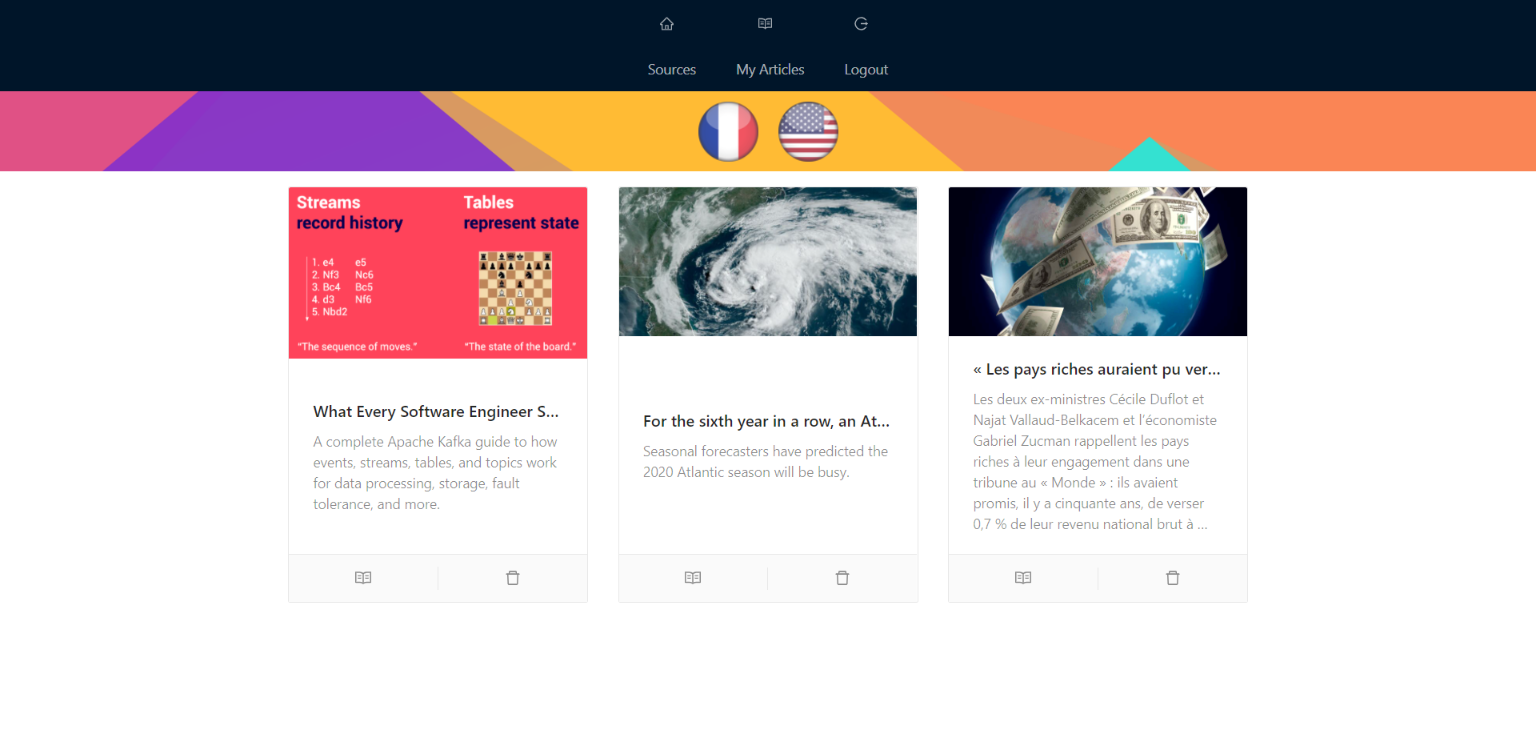 Sources
My Articles
Logout
Streams
record history
1. e4 e5
2. Nf3 Nc6
3. Bc4 Bc5
4. d3 Nf6
5. Nbd2
"The sequence of moves."
Tables
represent state
"The state of the board."
What Every Software Engineer S...
A complete Apache Kafka guide to how
events, streams, tables, and topics work
for data processing, storage, fault
tolerance, and more.
For the sixth year in a row, an At...
Seasonal forecasters have predicted the
2020 Atlantic season will be busy.
« Les pays riches auraient pu ver...
Les deux ex-ministres Cécile Duflot et
Najat Vallaud-Belkacem et l’économiste
Gabriel Zucman rappellent les pays
riches à leur engagement dans une
tribune au « Monde » : ils avaient
promis, il y a cinquante ans, de verser
0,7 % de leur revenu national brut à ...